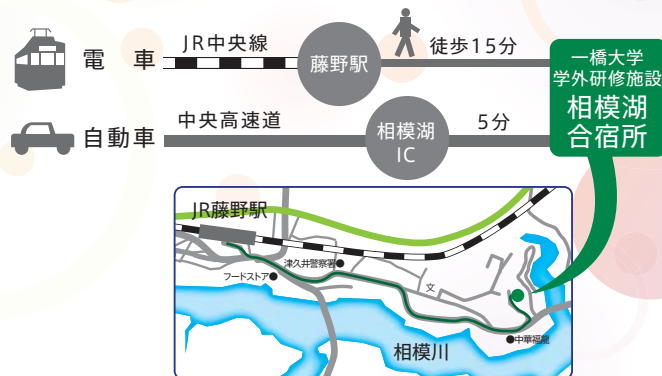 電 車
JR中央線
藤野駅
徒歩15分
一橋大学
学外研修施設
相模湖
合宿所
自動車
中央高速道
相模湖
IC
5分
JR藤野駅
津久井警察署
フードストア
文
中華福龍
相模川